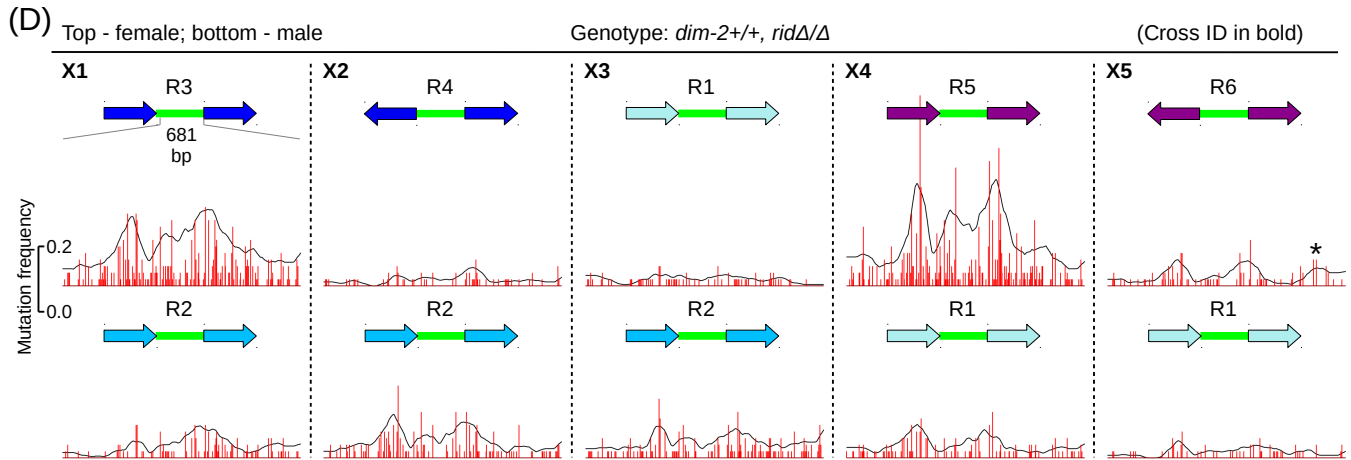 (D)
Top - female; bottom - male Genotype: dim-2+/+, ridΔ/Δ (Cross ID in bold)
X1 X2 X3 X4 X5
R3 R4 R1 R5 R6
681
bp
*
Mutation frequency
0.2
0.0
R2 R2 R2 R1 R1